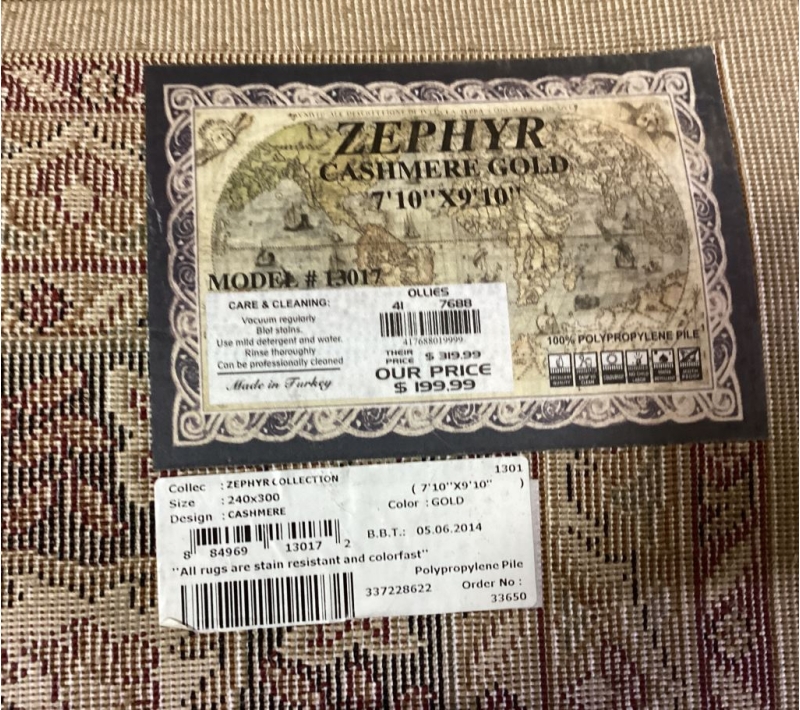 ZEPHYR
CASHMERE GOLD
7'10"X9'10"
MODEL # 13017
CARE & CLEANING:
Vacuum regularly
Blot stains.
Use mild detergent and water.
Rinse thoroughly
Can be professionally cleaned
Made in Turkey
OLLIES
41 7688
417688019999
THEIR PRICE $ 319.99
OUR PRICE
$ 199.99
100% POLYPROPYLENE PILE
Collec : ZEPHYR COLLECTION 1301
Size : 240x300 ( 7'10"X9'10" )
Design : CASHMERE Color : GOLD
8 84969 13017 2 B.B.T.: 05.06.2014
"All rugs are stain resistant and colorfast"
Polypropylene Pile
337228622 Order No :
33650